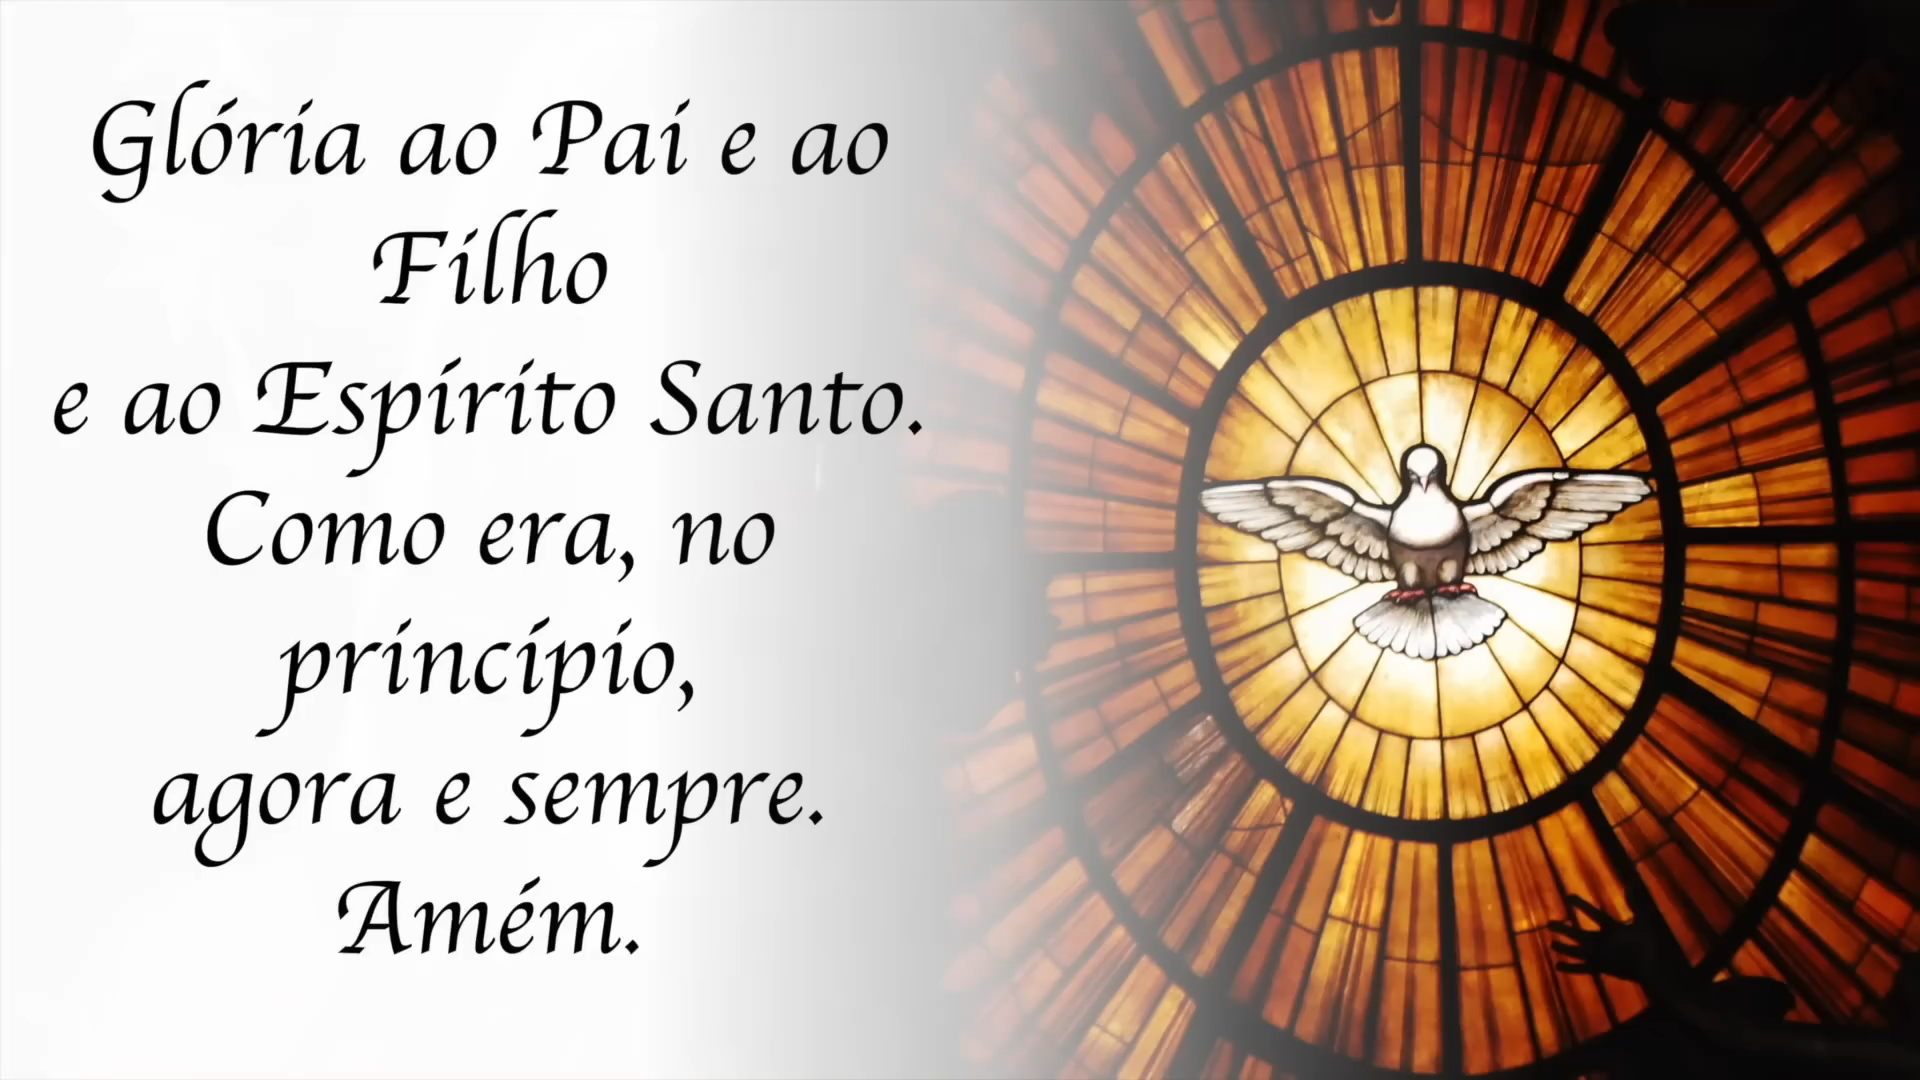 Glória ao Pai e ao
Filho
e ao Espírito Santo.
Como era, no
princípio,
agora e sempre.
Amém.